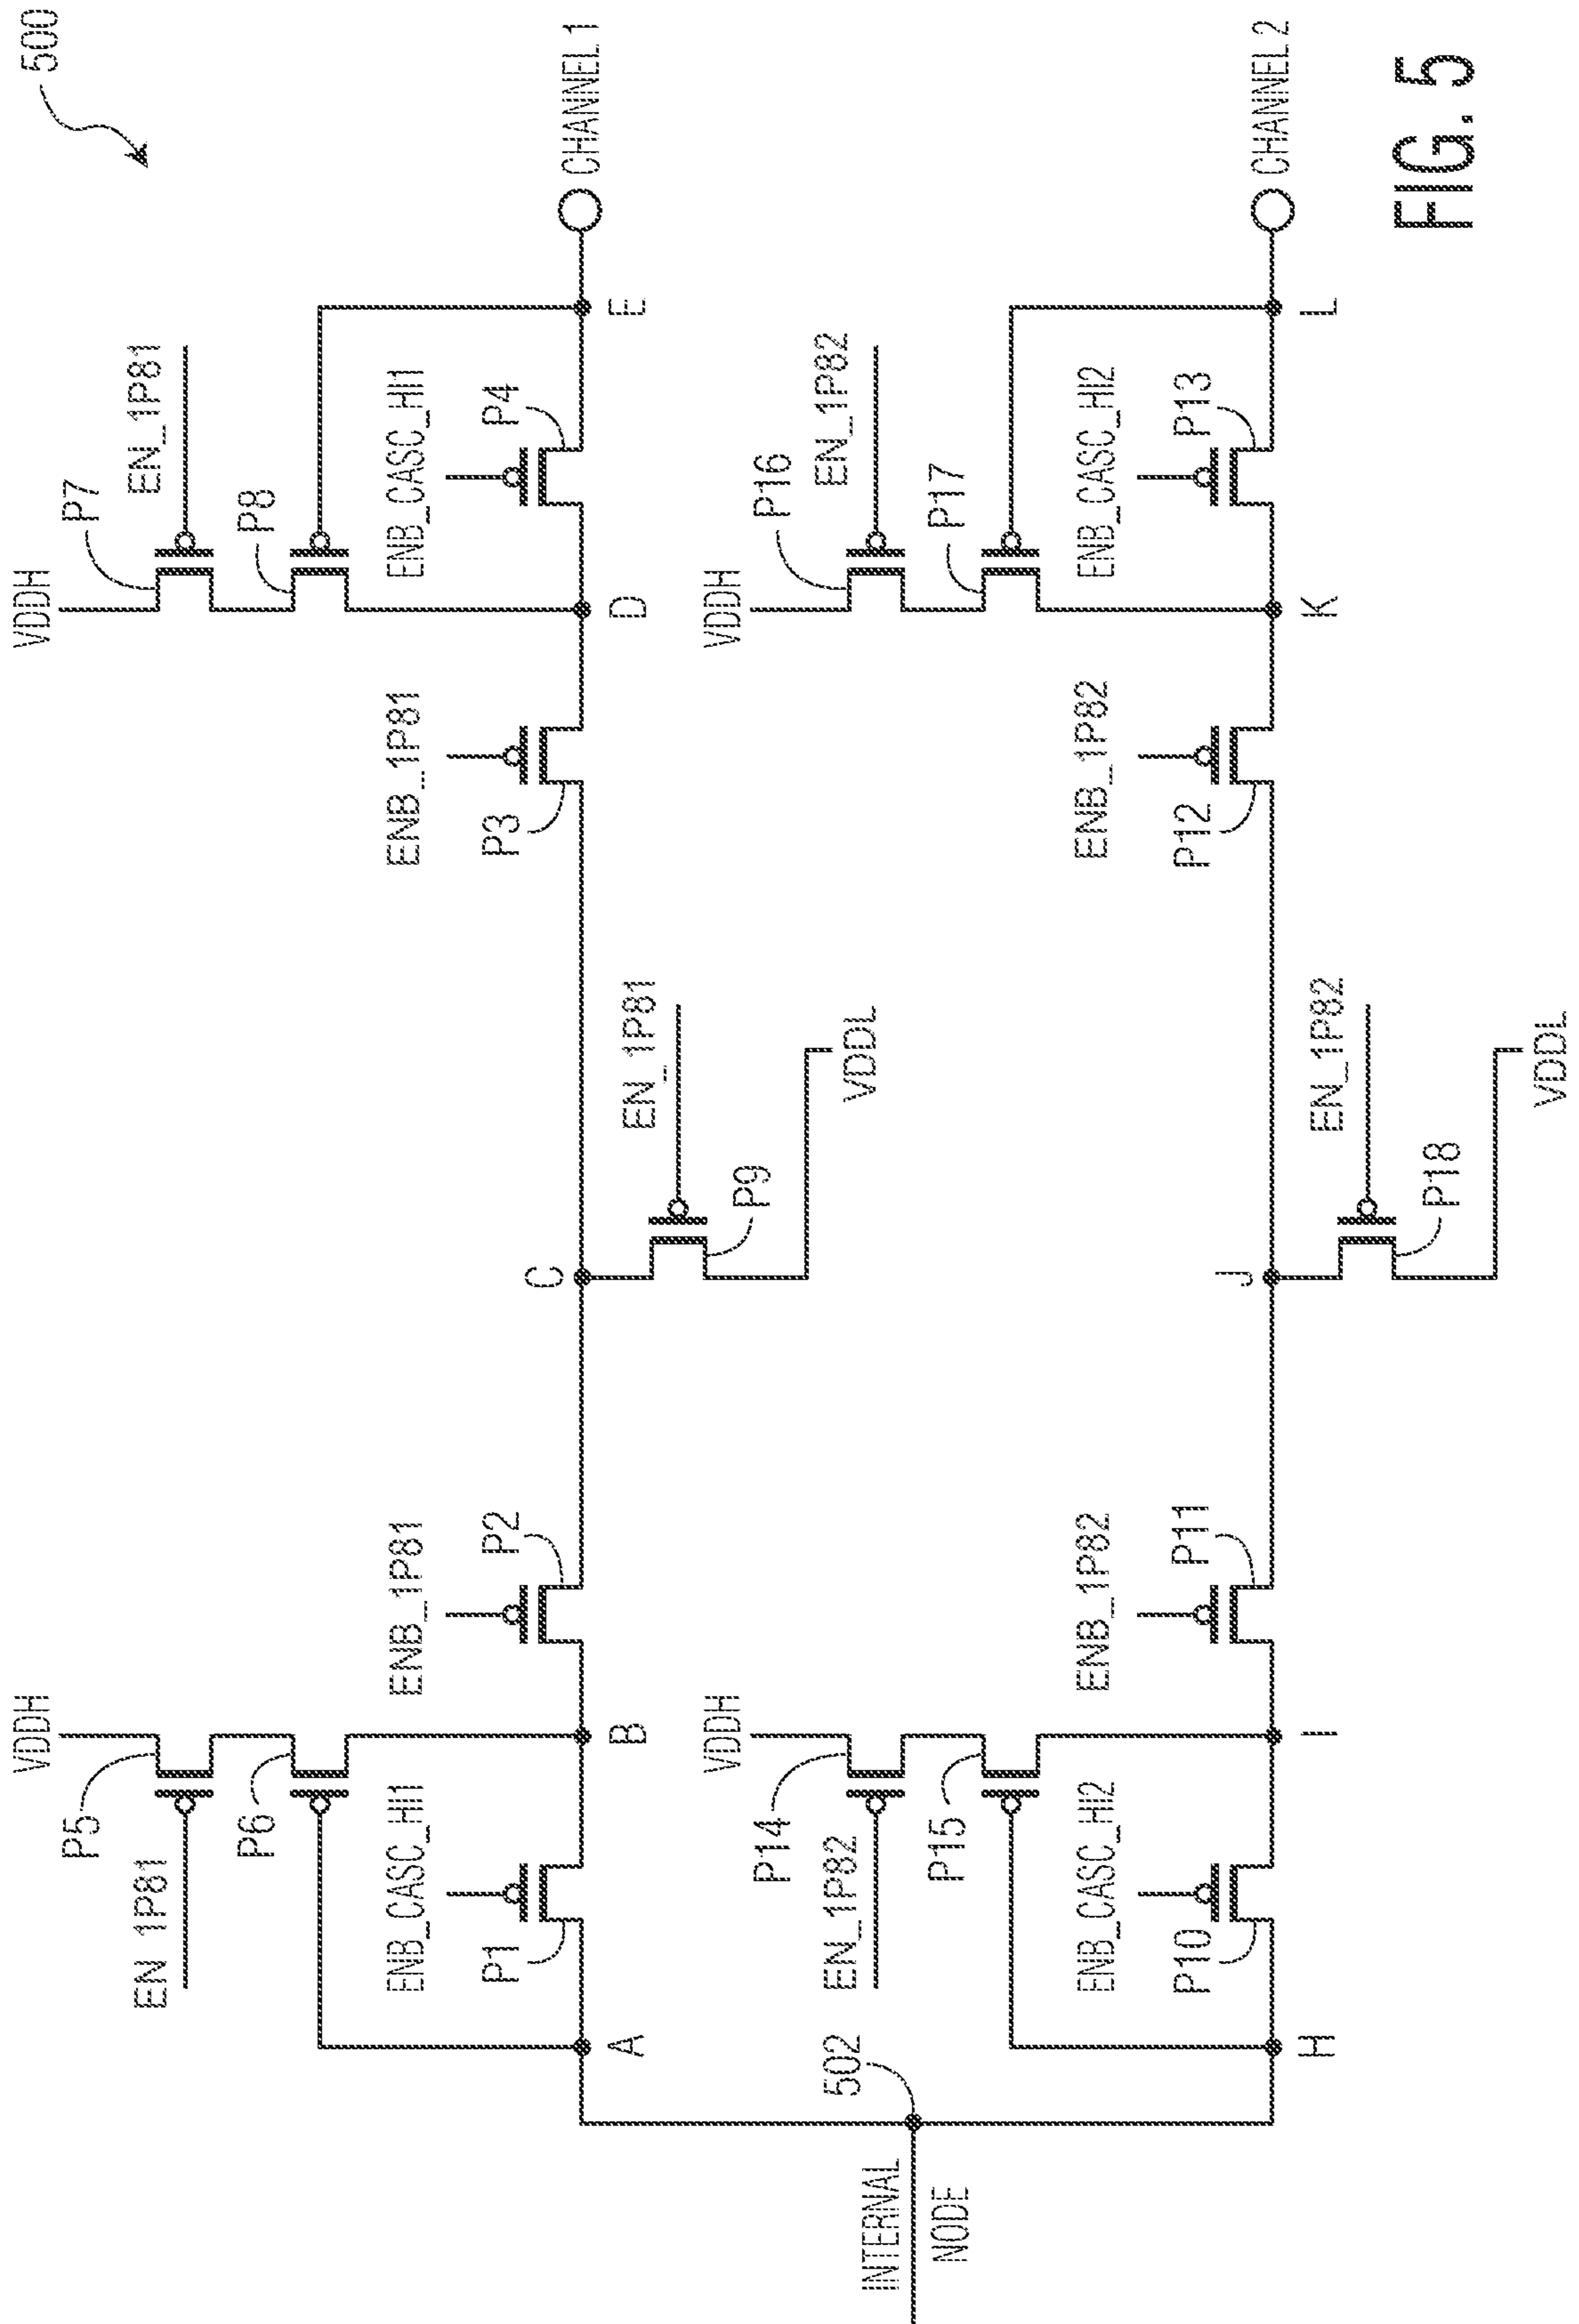 500
VDDH
VDDH
P5
P7
EN_1P81
EN_1P81
P6
P8
ENB_CASC_HI1
ENB_1P81
ENB_1P81
ENB_CASC_HI1
P1
P2
P3
P4
C
CHANNEL 1
A
B
D
E
EN_1P81
P9
VDDL
VDDH
VDDH
P14
P16
502
EN_1P82
EN_1P82
INTERNAL
NODE
P15
P17
ENB_CASC_HI2
ENB_1P82
ENB_1P82
ENB_CASC_HI2
P10
P11
P12
P13
J
CHANNEL 2
H
I
K
L
EN_1P82
P18
VDDL
FIG. 5